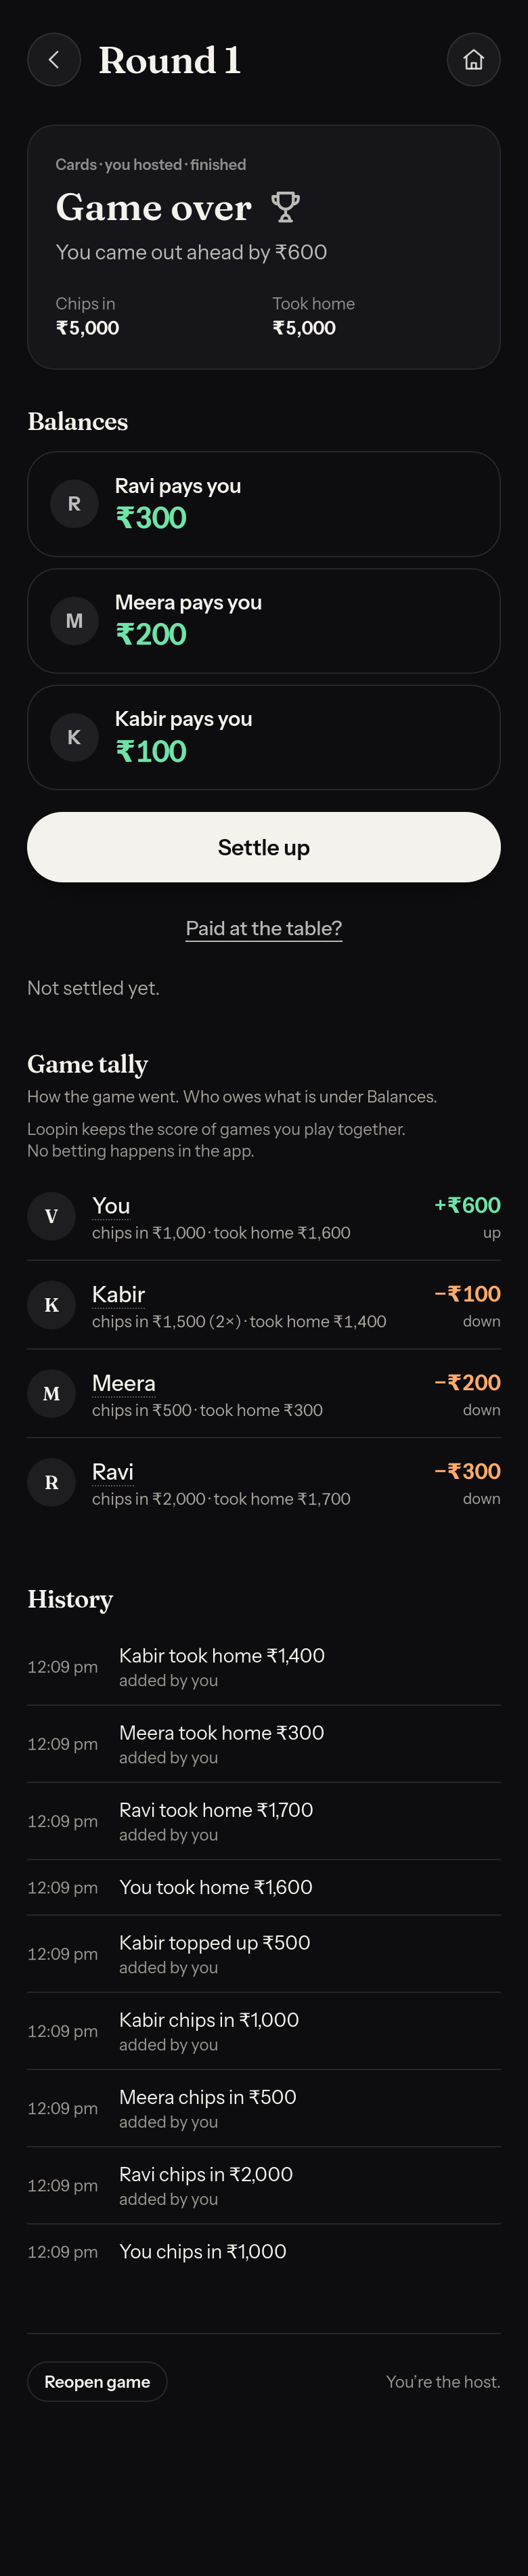 Round 1
Cards · you hosted · finished
Game over
You came out ahead by ₹600
Chips in
Took home
₹5,000
₹5,000
Balances
R
Ravi pays you
₹300
M
Meera pays you
₹200
K
Kabir pays you
₹100
Settle up
Paid at the table?
Not settled yet.
Game tally
How the game went. Who owes what is under Balances.
Loopin keeps the score of games you play together.
No betting happens in the app.
V
You
+₹600
chips in ₹1,000 · took home ₹1,600
up
K
Kabir
−₹100
chips in ₹1,500 (2×) · took home ₹1,400
down
M
Meera
−₹200
chips in ₹500 · took home ₹300
down
R
Ravi
−₹300
chips in ₹2,000 · took home ₹1,700
down
History
12:09 pm
Kabir took home ₹1,400
added by you
12:09 pm
Meera took home ₹300
added by you
12:09 pm
Ravi took home ₹1,700
added by you
12:09 pm
You took home ₹1,600
12:09 pm
Kabir topped up ₹500
added by you
12:09 pm
Kabir chips in ₹1,000
added by you
12:09 pm
Meera chips in ₹500
added by you
12:09 pm
Ravi chips in ₹2,000
added by you
12:09 pm
You chips in ₹1,000
Reopen game
You’re the host.